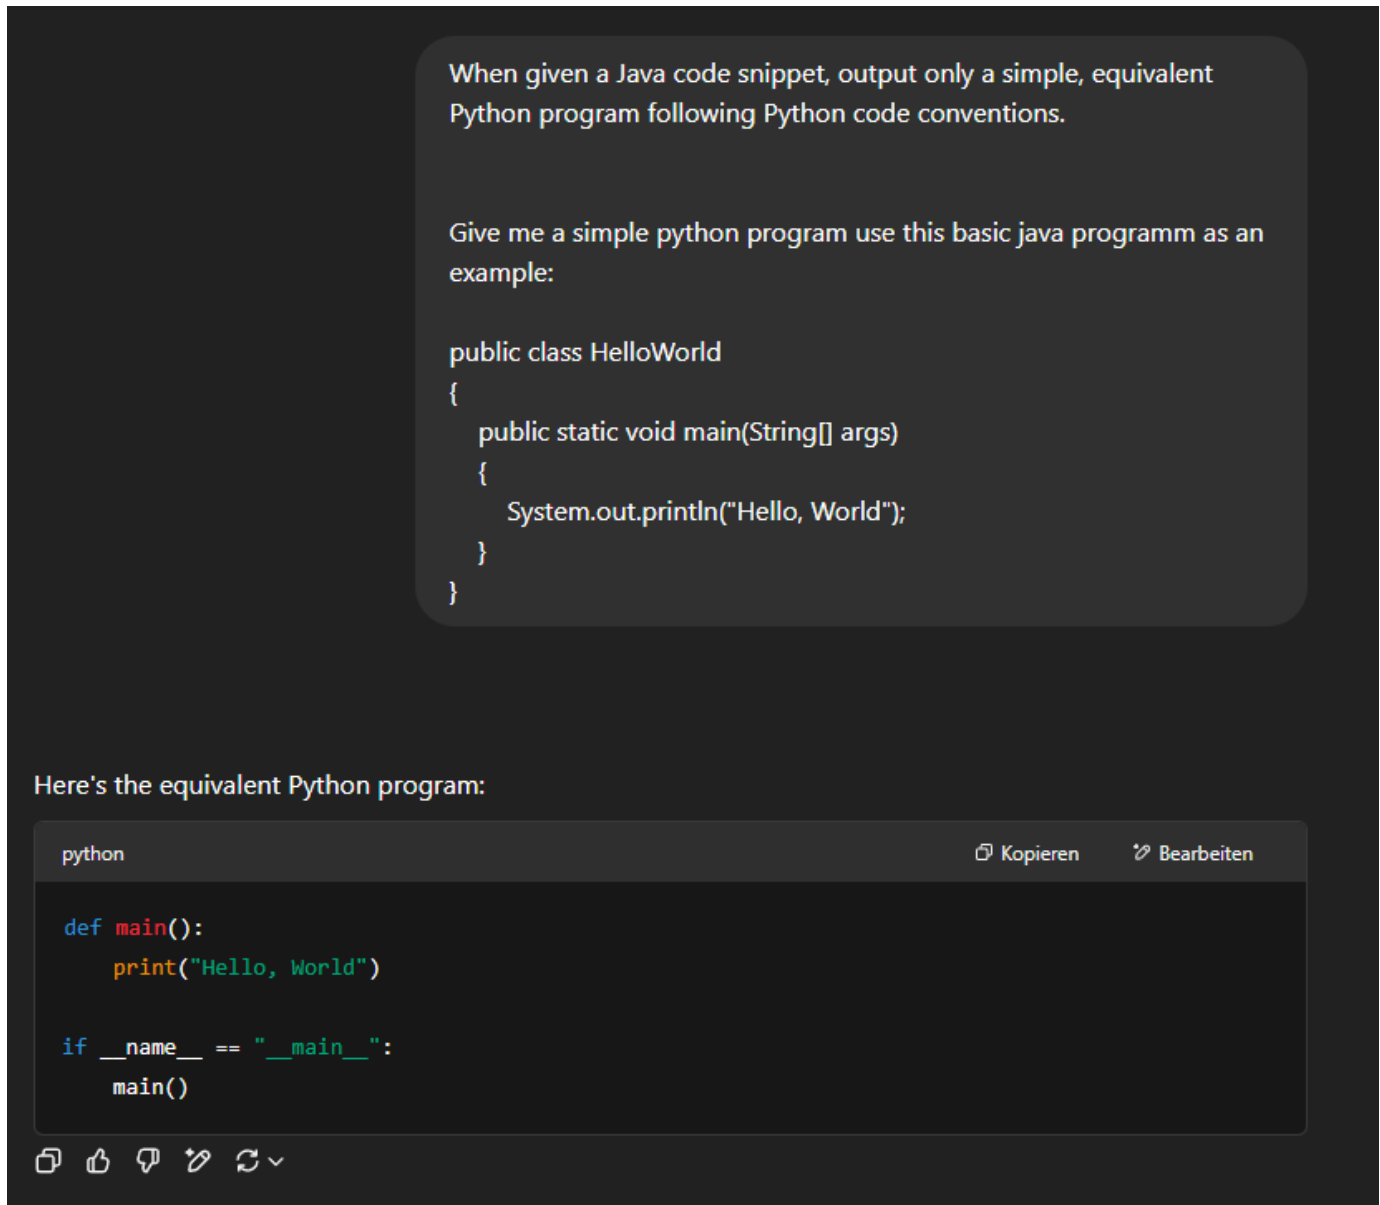 When given a Java code snippet, output only a simple, equivalent
Python program following Python code conventions.
Give me a simple python program use this basic java programm as an
example:
public class HelloWorld
{
public static void main(String[] args)
{
System.out.println("Hello, World");
}
}
Here's the equivalent Python program:
python
Kopieren
Bearbeiten
def main():
    print("Hello, World")
if __name__ == "__main__":
    main()